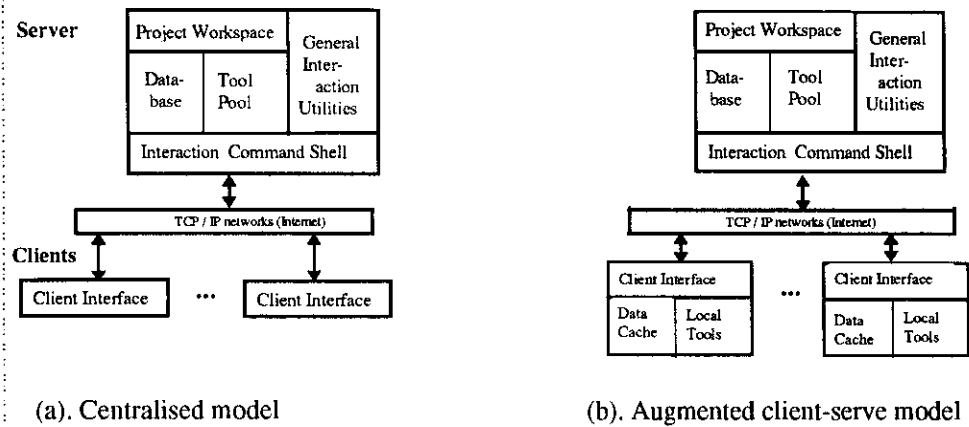 Server
Project Workspace
General
Inter-
action
Utilities
Data-
base
Tool
Pool
Interaction Command Shell
TCP / IP networks (Internet)
Clients
Client Interface
...
Client Interface
(a). Centralised model
Project Workspace
General
Inter-
action
Utilities
Data-
base
Tool
Pool
Interaction Command Shell
TCP / IP networks (Internet)
Client Interface
Data
Cache
Local
Tools
...
Client Interface
Data
Cache
Local
Tools
(b). Augmented client-serve model